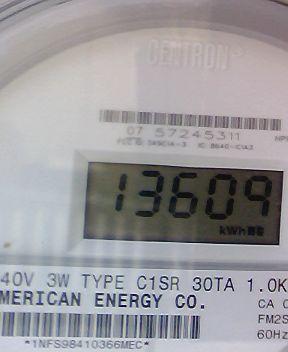 CENTRON
07 57245311
13609
kWh
40V 3W TYPE C1SR 30TA 1.0K
MERICAN ENERGY CO.
CA 0
FM2S
60Hz
*1NFS98410366MEC*